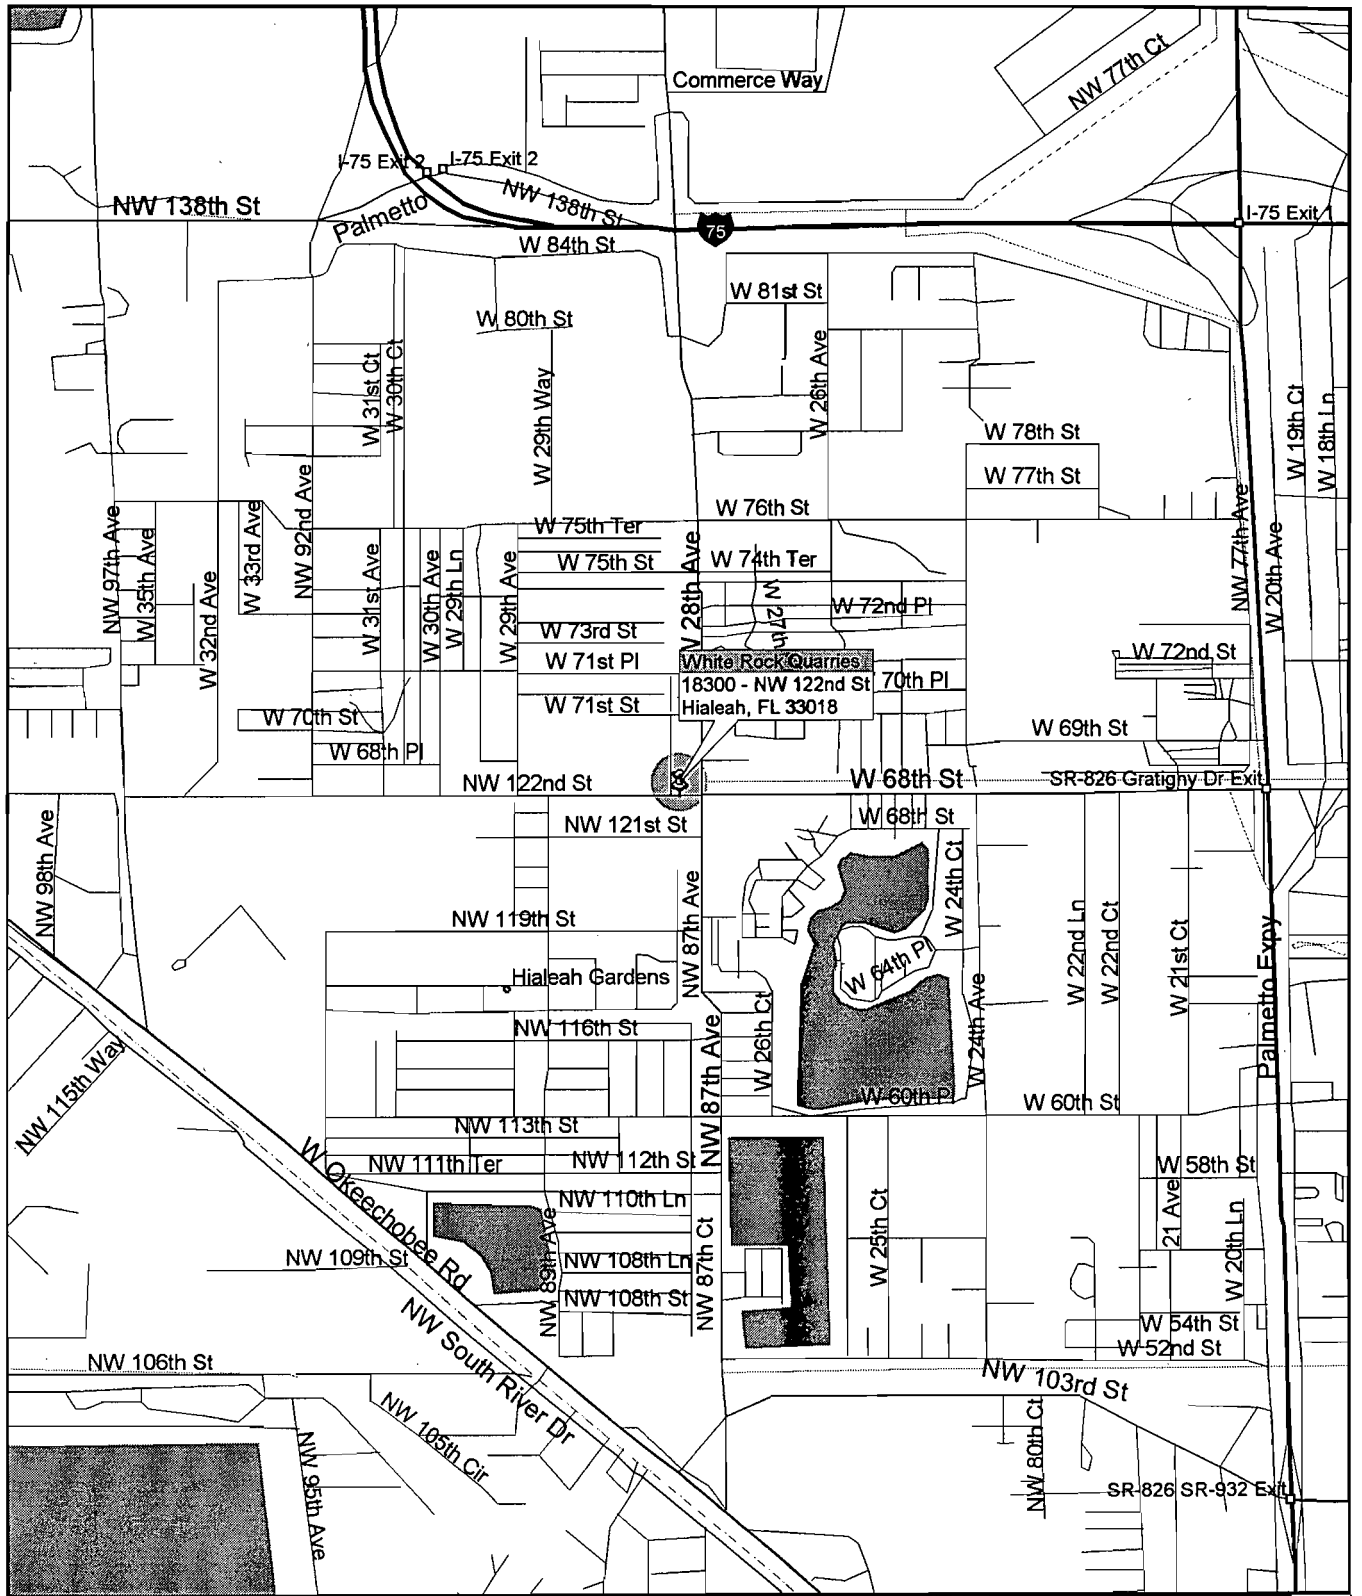 Commerce Way
NW 77th Ct
I-75 Exit 2
I-75 Exit 2
NW 138th St
Palmetto
NW 138th St
75
I-75 Exit 1
W 84th St
W 81st St
W 80th St
W 31st Ct
W 30th Ct
W 29th Way
W 26th Ave
W 19th Ct
W 18th Ln
W 78th St
W 77th St
NW 92nd Ave
W 76th St
NW 97th Ave
W 35th Ave
W 33rd Ave
W 32nd Ave
W 31st Ave
W 30th Ave
W 29th Ln
W 29th Ave
W 75th Ter
W 75th St
W 28th Ave
W 74th Ter
W 27th
W 72nd Pl
NW 77th Ave
W 20th Ave
W 73rd St
W 71st Pl
W 72nd St
White Rock Quarries
18300 - NW 122nd St
Hialeah, FL 33018
70th Pl
W 70th St
W 71st St
W 69th St
W 68th Pl
NW 122nd St
W 68th St
SR-826 Gratigny Dr Exit
NW 121st St
W 68th St
NW 98th Ave
NW 119th St
NW 87th Ave
W 24th Ct
W 64th Pl
W 22nd Ln
W 22nd Ct
W 21st Ct
Palmetto Expy
Hialeah Gardens
NW 116th St
NW 87th Ave
W 26th Ct
W 24th Ave
NW 115th Way
W 60th Pl
W 60th St
NW 113th St
W Okeechobee Rd
NW 111th Ter
NW 112th St
W 58th St
NW 110th Ln
NW 89th Ave
NW 87th Ct
W 25th Ct
21 Ave
W 20th Ln
NW 109th St
NW 108th Ln
NW 108th St
W 54th St
W 52nd St
NW South River Dr
NW 106th St
NW 103rd St
NW 105th Cir
NW 95th Ave
NW 80th Ct
SR-826 SR-932 Exit